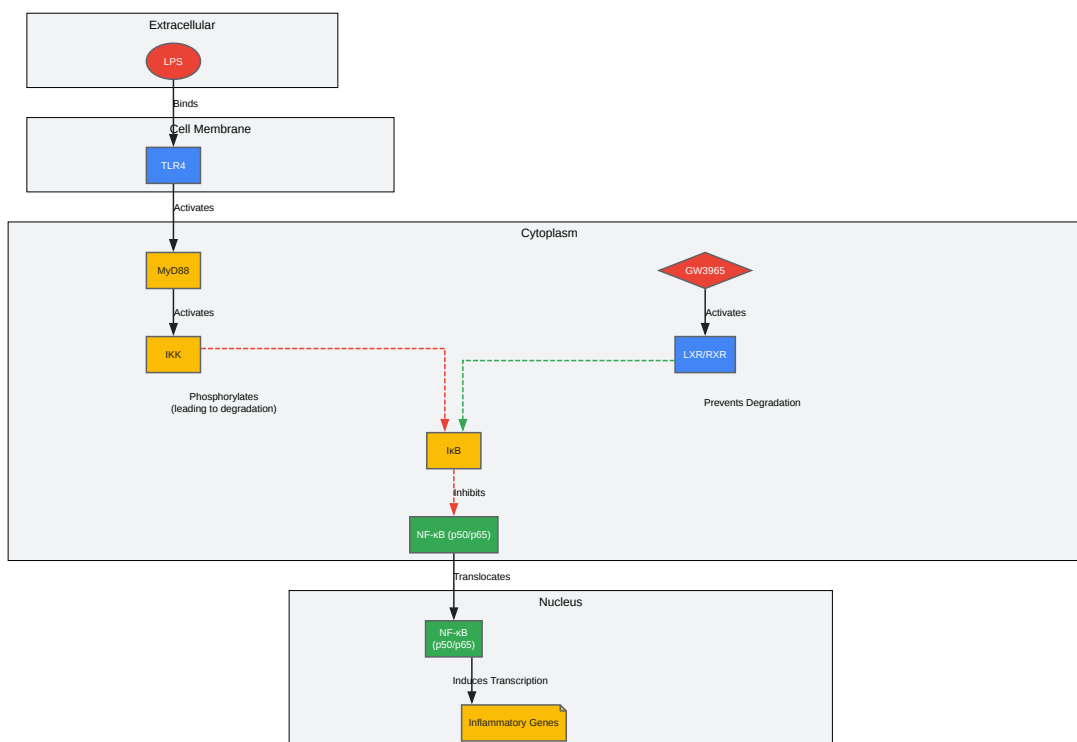 Extracellular
LPS
Binds
Cell Membrane
TLR4
Activates
Cytoplasm
MyD88
GW3965
Activates
Activates
IKK
LXR/RXR
Phosphorylates
(leading to degradation)
Prevents Degradation
IκB
Inhibits
NF-κB (p50/p65)
Translocates
Nucleus
NF-κB
(p50/p65)
Induces Transcription
Inflammatory Genes